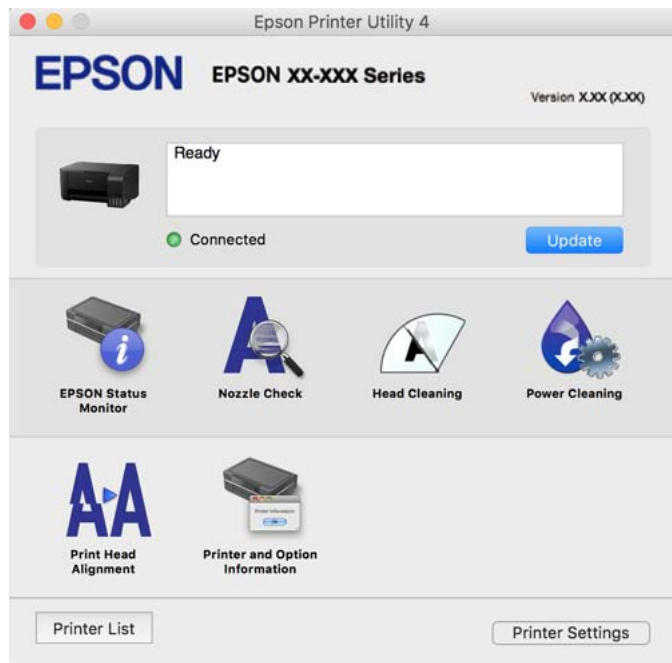 Epson Printer Utility 4
EPSON
EPSON XX-XXX Series
Version X.XX (X.XX)
Ready
Connected
Update
EPSON Status
Monitor
Nozzle Check
Head Cleaning
Power Cleaning
Print Head
Alignment
Printer and Option
Information
Printer List
Printer Settings